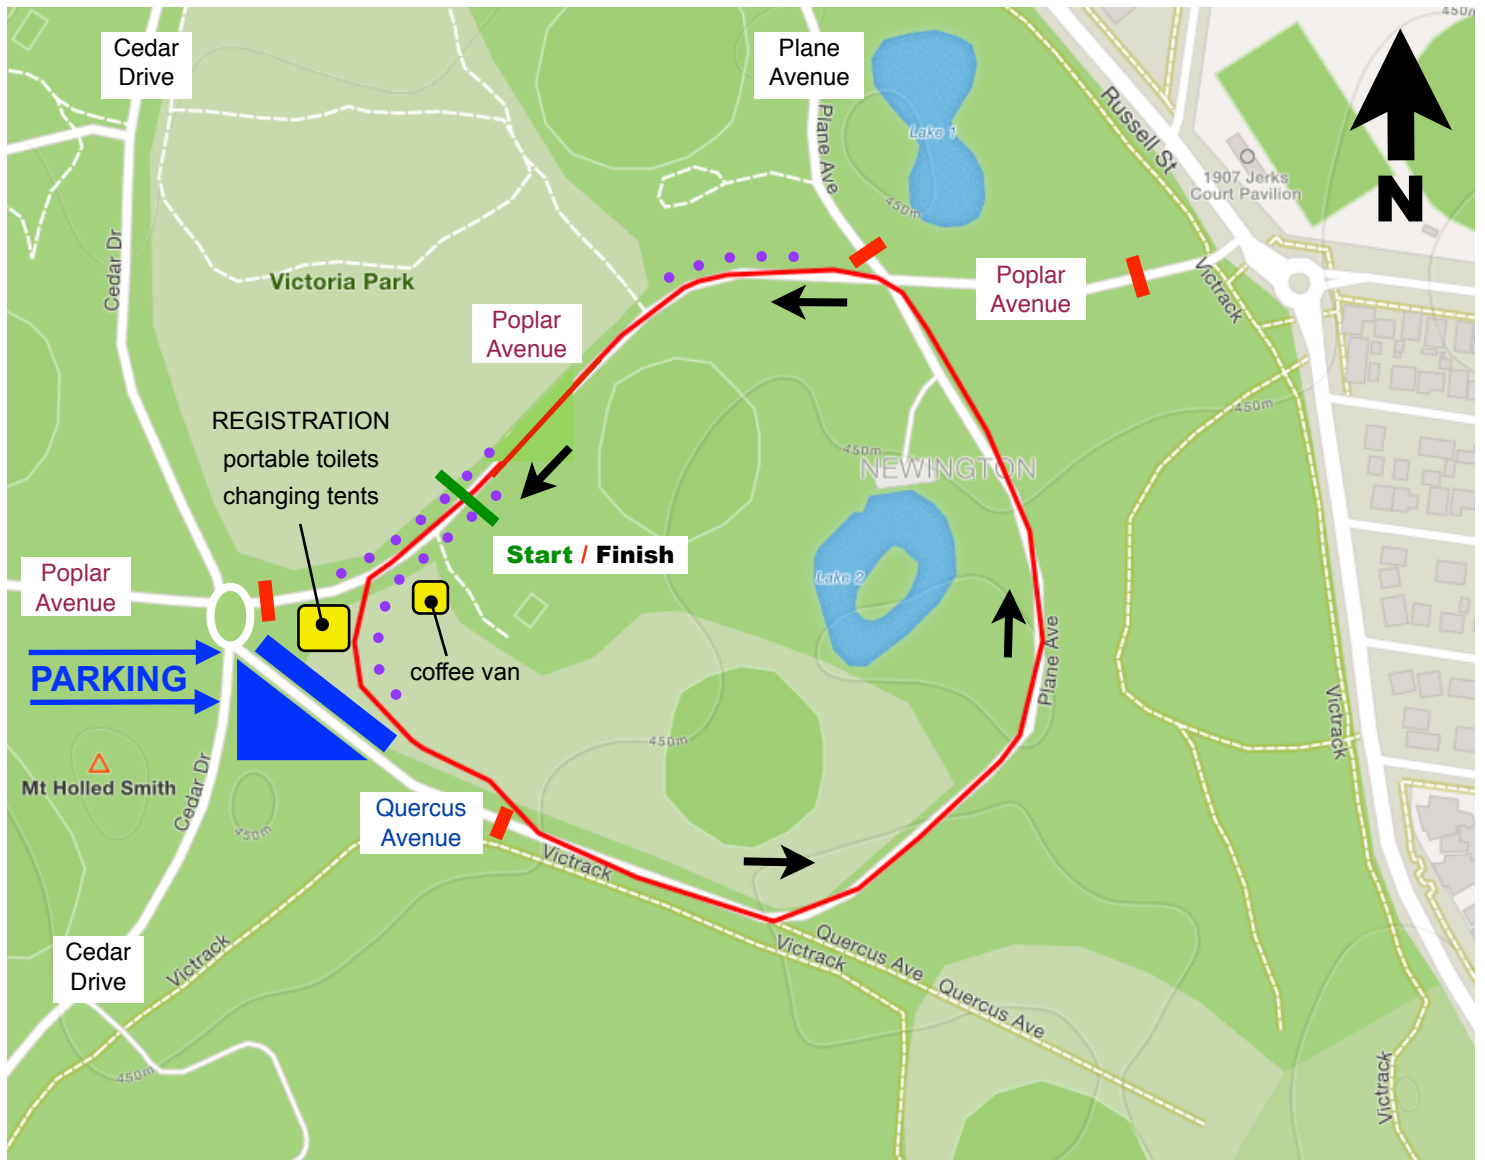 450m
Cedar
Drive
Plane
Avenue
Plane Ave
Lake 1
Russell St
1907 Jerks
Court Pavilion
N
450m
Cedar Dr
Victoria Park
Poplar
Avenue
Victrack
Poplar
Avenue
450m
REGISTRATION
portable toilets
changing tents
450m
NEWINGTON
Start / Finish
Lake 2
Poplar
Avenue
coffee van
PARKING
Plane Ave
Victrack
450m
Mt Holled Smith
Cedar Dr
450m
Quercus
Avenue
Victrack
Victrack
Cedar
Drive
Quercus Ave
Victrack
Quercus Ave
450m
Victrack